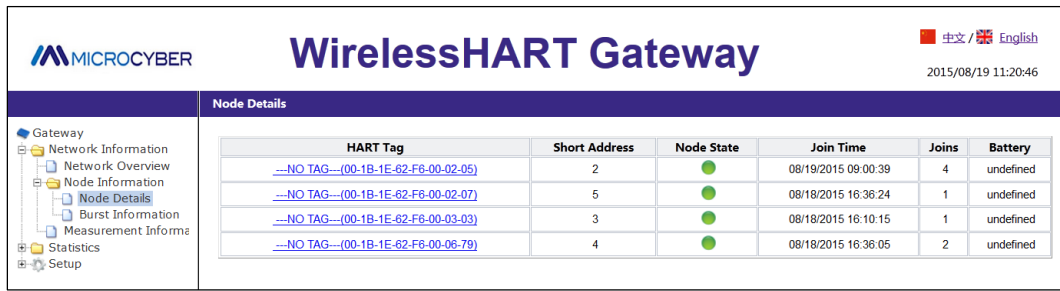 MICROCYBER
WirelessHART Gateway
中文 / English
2015/08/19 11:20:46
Node Details
Gateway
Network Information
Network Overview
Node Information
Node Details
Burst Information
Measurement Informa
Statistics
Setup
HART Tag Short Address Node State Join Time Joins Battery
---NO TAG---(00-1B-1E-62-F6-00-02-05) 2 08/19/2015 09:00:39 4 undefined
---NO TAG---(00-1B-1E-62-F6-00-02-07) 5 08/18/2015 16:36:24 1 undefined
---NO TAG---(00-1B-1E-62-F6-00-03-03) 3 08/18/2015 16:10:15 1 undefined
---NO TAG---(00-1B-1E-62-F6-00-06-79) 4 08/18/2015 16:36:05 2 undefined